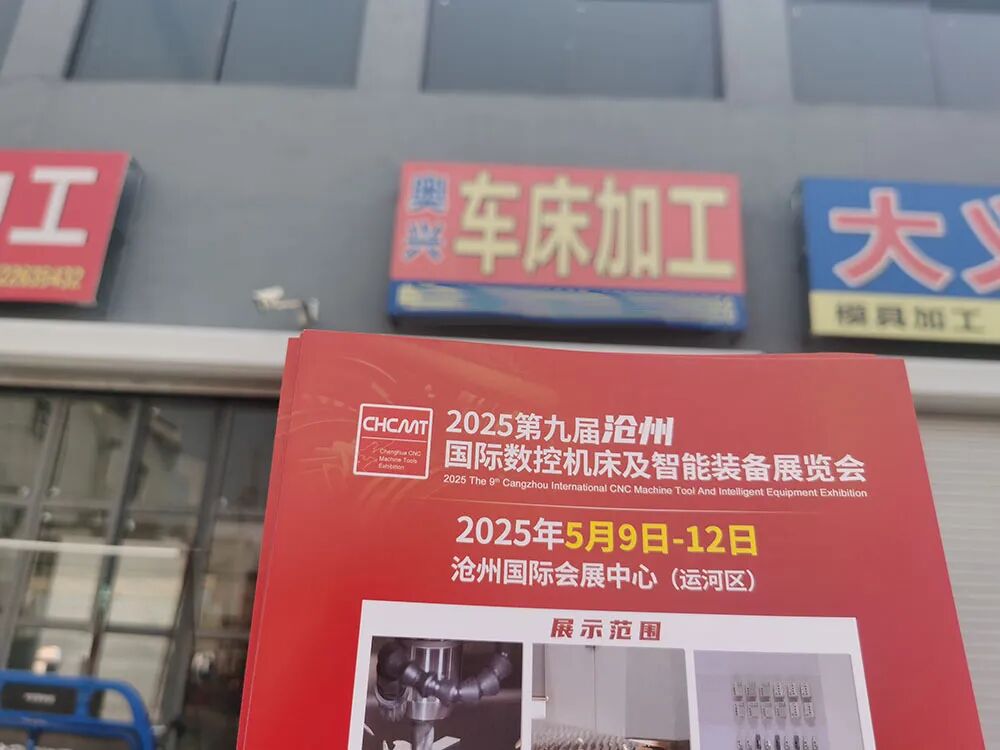 工
22639432
奥兴
车床加工
大义
模具加工
CHCMT
Chenghua CNC
Machine Tools
Exhibition
2025第九届沧州
国际数控机床及智能装备展览会
2025 The 9th Cangzhou International CNC Machine Tool And Intelligent Equipment Exhibition
2025年5月9日-12日
沧州国际会展中心（运河区）
展示范围